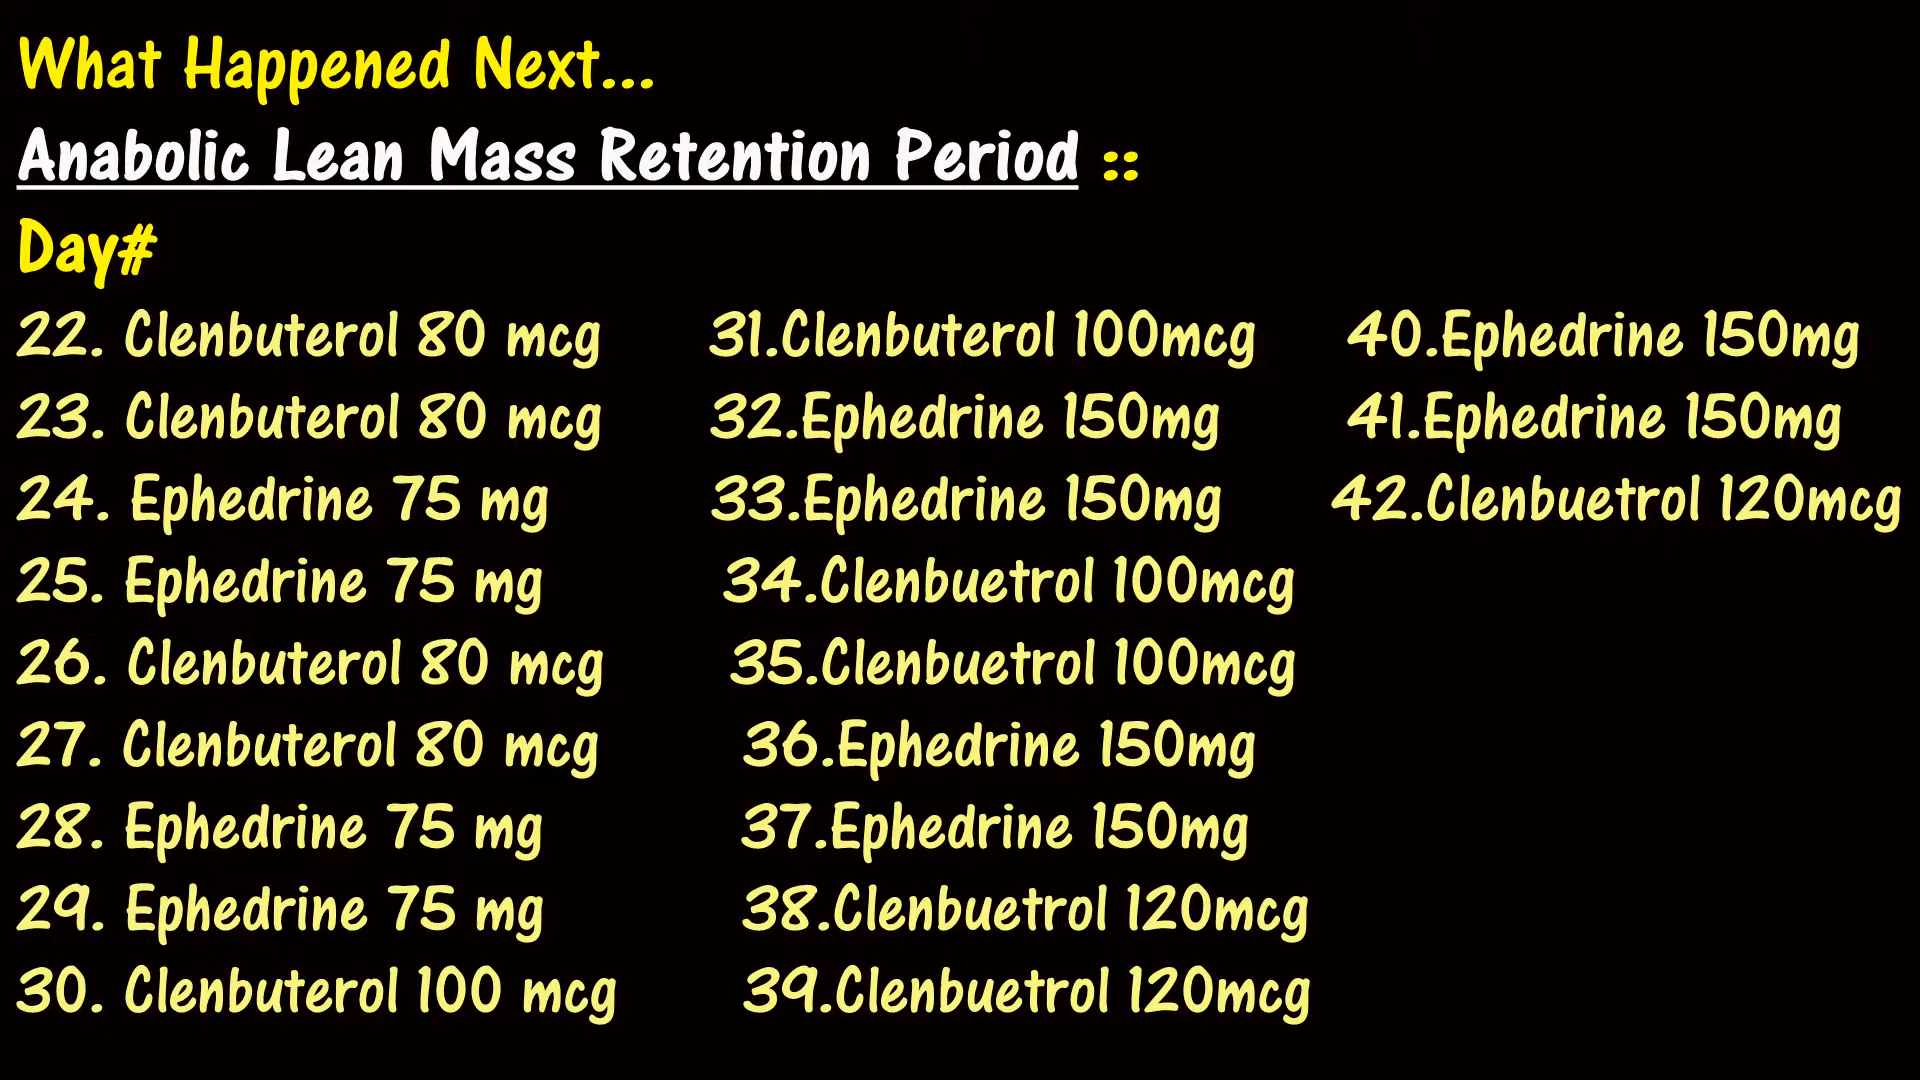 What Happened Next...
Anabolic Lean Mass Retention Period ::
Day#
22. Clenbuterol 80 mcg
23. Clenbuterol 80 mcg
24. Ephedrine 75 mg
25. Ephedrine 75 mg
26. Clenbuterol 80 mcg
27. Clenbuterol 80 mcg
28. Ephedrine 75 mg
29. Ephedrine 75 mg
30. Clenbuterol 100 mcg
31.Clenbuterol 100mcg
32.Ephedrine 150mg
33.Ephedrine 150mg
34.Clenbuetrol 100mcg
35.Clenbuetrol 100mcg
36.Ephedrine 150mg
37.Ephedrine 150mg
38.Clenbuetrol 120mcg
39.Clenbuetrol 120mcg
40.Ephedrine 150mg
41.Ephedrine 150mg
42.Clenbuetrol 120mcg